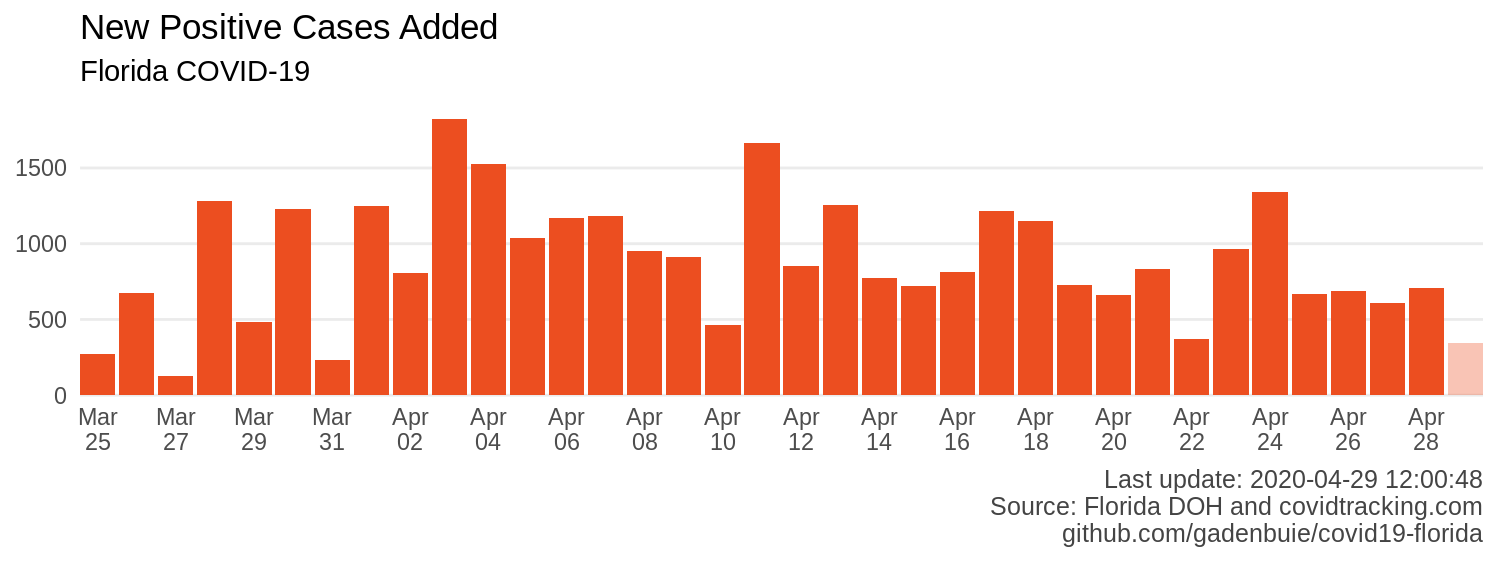 New Positive Cases Added
Florida COVID-19
1500
1000
500
0
Mar Mar Mar Mar Apr Apr Apr Apr Apr Apr Apr Apr Apr Apr Apr Apr Apr Apr
25 27 29 31 02 04 06 08 10 12 14 16 18 20 22 24 26 28
Last update: 2020-04-29 12:00:48
Source: Florida DOH and covidtracking.com
github.com/gadenbuie/covid19-florida